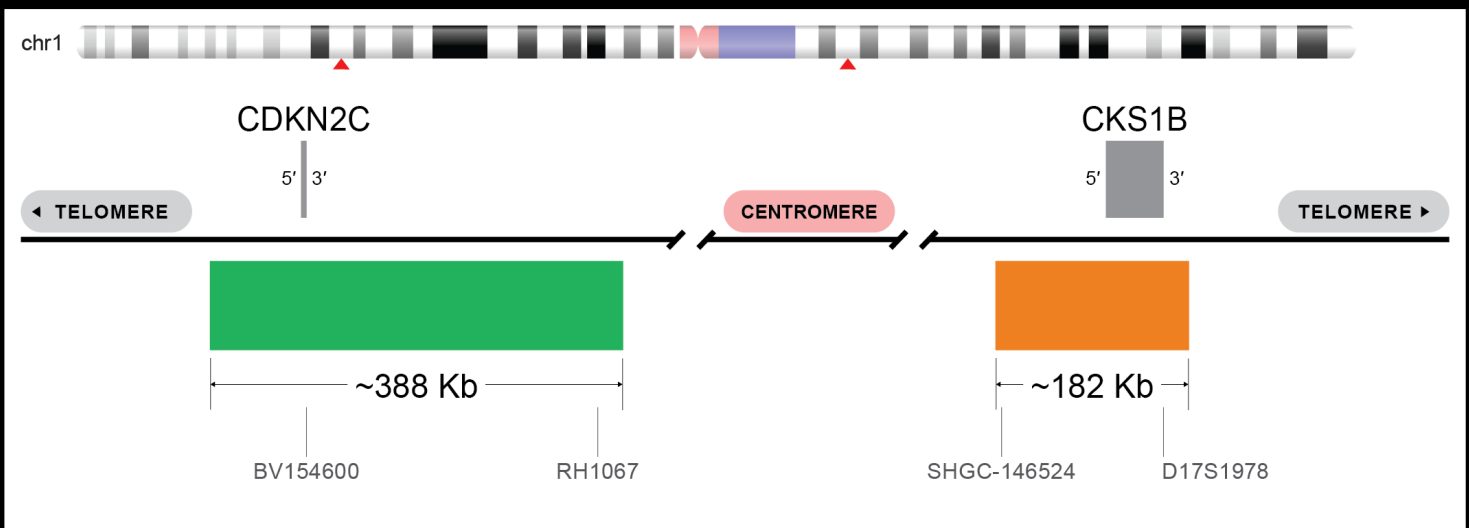 chr1
CDKN2C
CKS1B
5′ 3′
5′ 3′
TELOMERE
CENTROMERE
TELOMERE
~388 Kb
~182 Kb
BV154600
RH1067
SHGC-146524
D17S1978